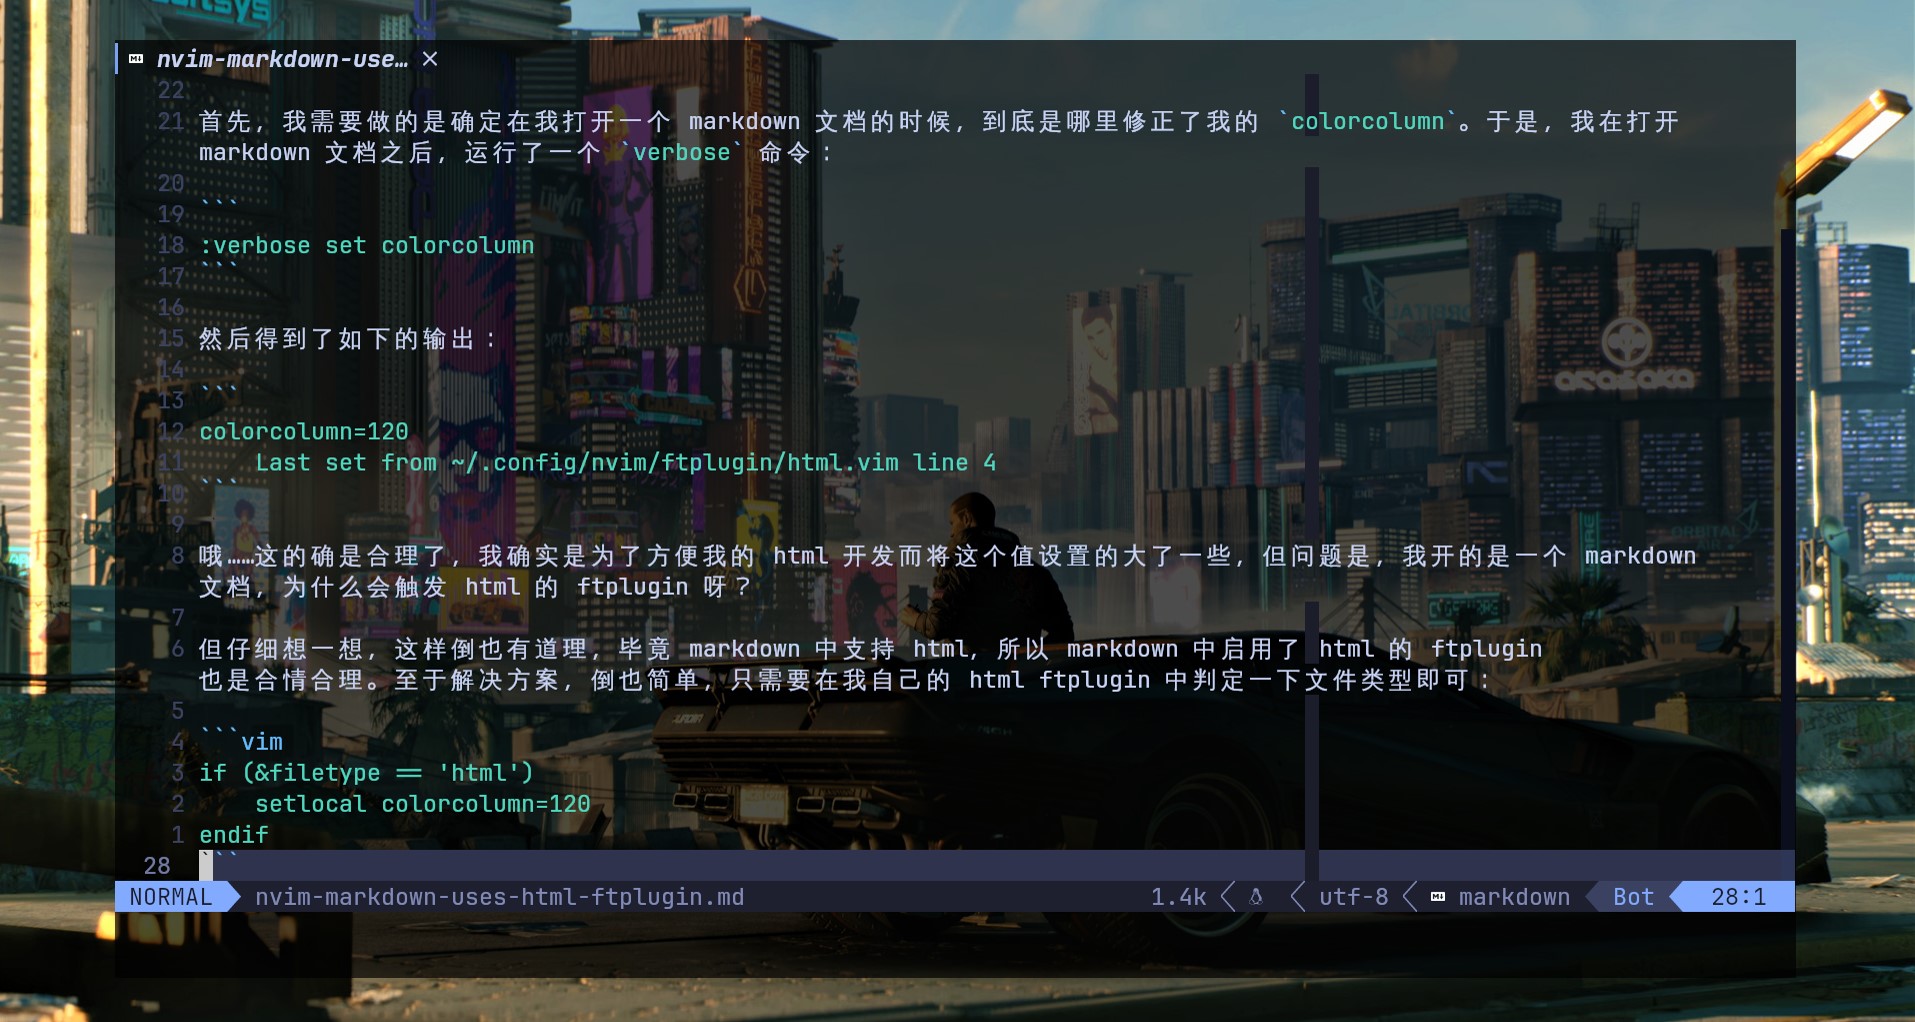 nvim-markdown-use… ×
22
21 首先，我需要做的是确定在我打开一个 markdown 文档的时候，到底是哪里修正了我的 `colorcolumn`。于是，我在打开
markdown 文档之后，运行了一个 `verbose` 命令：
20
19 ```
18 :verbose set colorcolumn
17 ```
16
15 然后得到了如下的输出：
14
13 ```
12 colorcolumn=120
11     Last set from ~/.config/nvim/ftplugin/html.vim line 4
10 ```
9
8 哦……这的确是合理了，我确实是为了方便我的 html 开发而将这个值设置的大了一些，但问题是，我开的是一个 markdown
文档，为什么会触发 html 的 ftplugin 呀？
7
6 但仔细想一想，这样倒也有道理，毕竟 markdown 中支持 html，所以 markdown 中启用了 html 的 ftplugin
也是合情合理。至于解决方案，倒也简单，只需要在我自己的 html ftplugin 中判定一下文件类型即可：
5
4 ```vim
3 if (&filetype == 'html')
2     setlocal colorcolumn=120
1 endif
28 ```
NORMAL nvim-markdown-uses-html-ftplugin.md 1.4k utf-8 markdown Bot 28:1
ORBITAL
arasaka